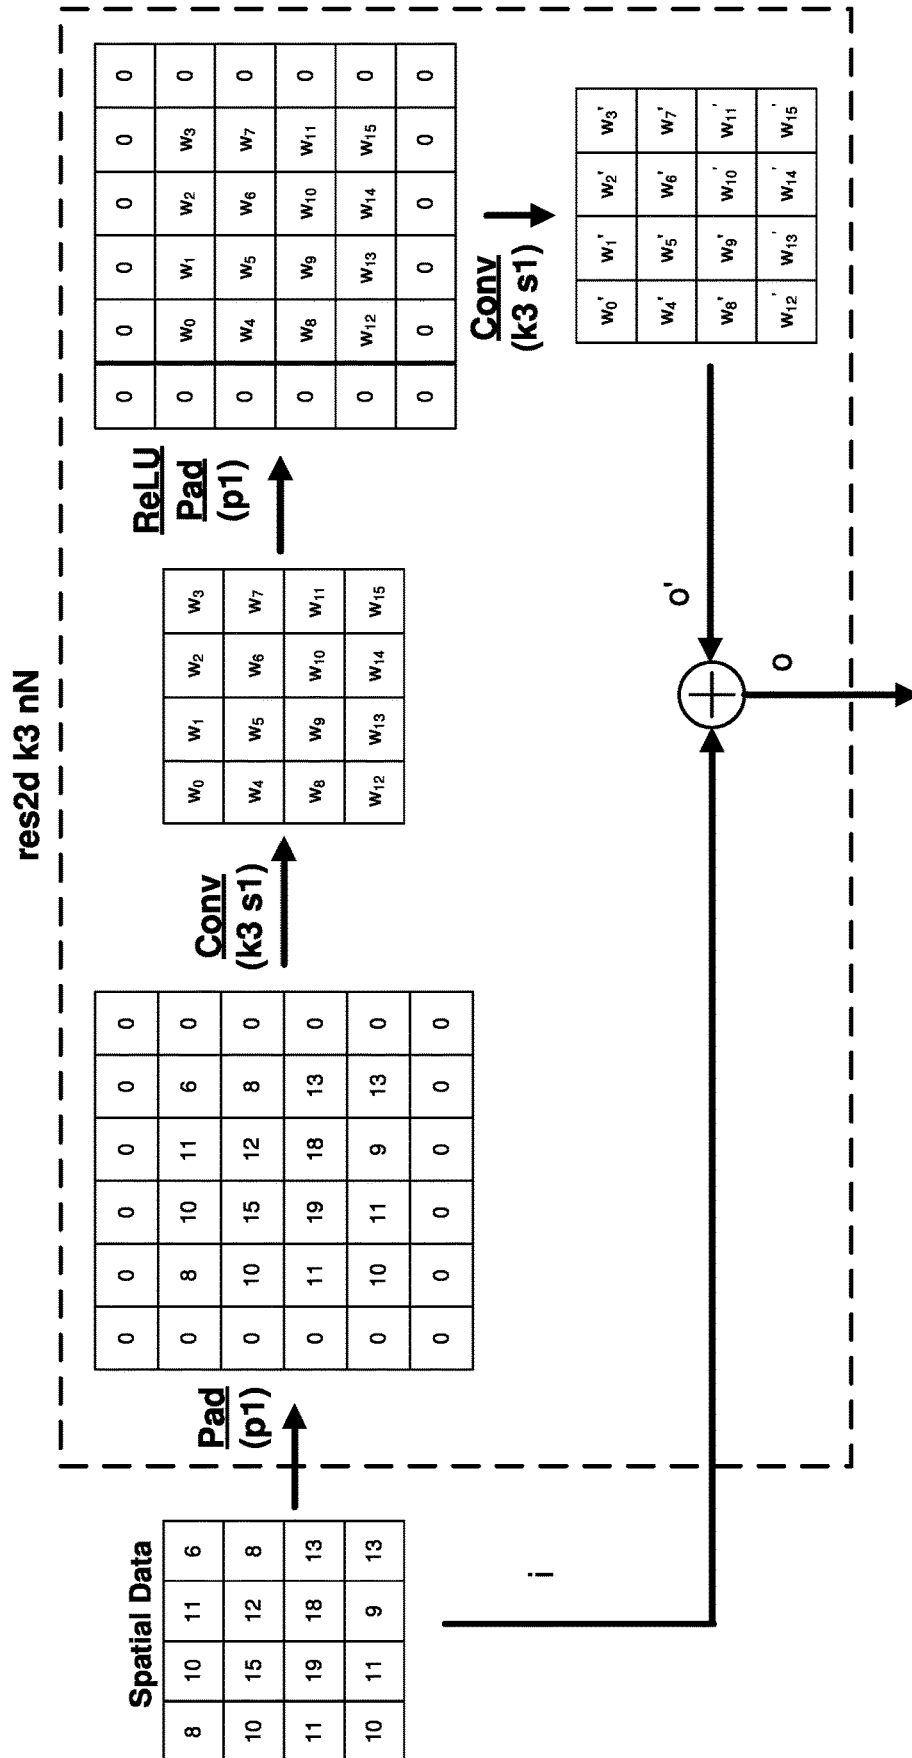 res2d k3 nN
Spatial Data
8 10 11 6
10 15 12 8
11 19 18 13
10 11 9 13
Pad
(p1)
0 0 0 0 0 0
0 8 10 11 6 0
0 10 15 12 8 0
0 11 19 18 13 0
0 10 11 9 13 0
0 0 0 0 0 0
Conv
(k3 s1)
w₀ w₁ w₂ w₃
w₄ w₅ w₆ w₇
w₈ w₉ w₁₀ w₁₁
w₁₂ w₁₃ w₁₄ w₁₅
ReLU
Pad
(p1)
0 0 0 0 0 0
0 w₀ w₁ w₂ w₃ 0
0 w₄ w₅ w₆ w₇ 0
0 w₈ w₉ w₁₀ w₁₁ 0
0 w₁₂ w₁₃ w₁₄ w₁₅ 0
0 0 0 0 0 0
Conv
(k3 s1)
w₀' w₁' w₂' w₃'
w₄' w₅' w₆' w₇'
w₈' w₉' w₁₀' w₁₁'
w₁₂' w₁₃' w₁₄' w₁₅'
i
o'
o